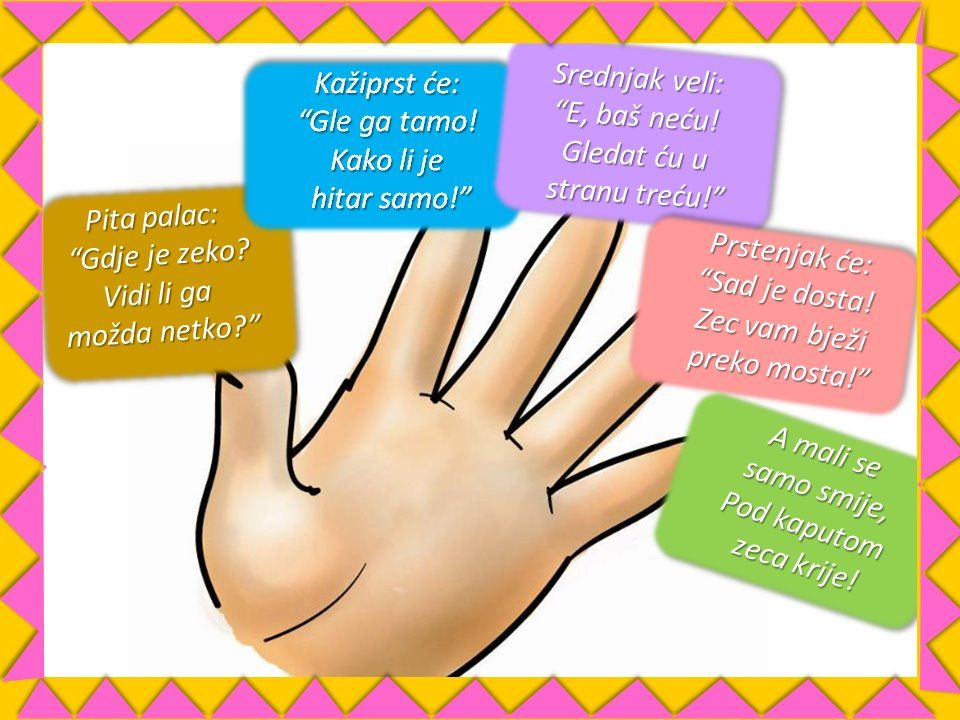 Pita palac:
“Gdje je zeko?
Vidi li ga
možda netko?”
Kažiprst će:
“Gle ga tamo!
Kako li je
hitar samo!”
Srednjak veli:
“E, baš neću!
Gledat ću u
stranu treću!”
Prstenjak će:
“Sad je dosta!
Zec vam bježi
preko mosta!”
A mali se
samo smije,
Pod kaputom
zeca krije!